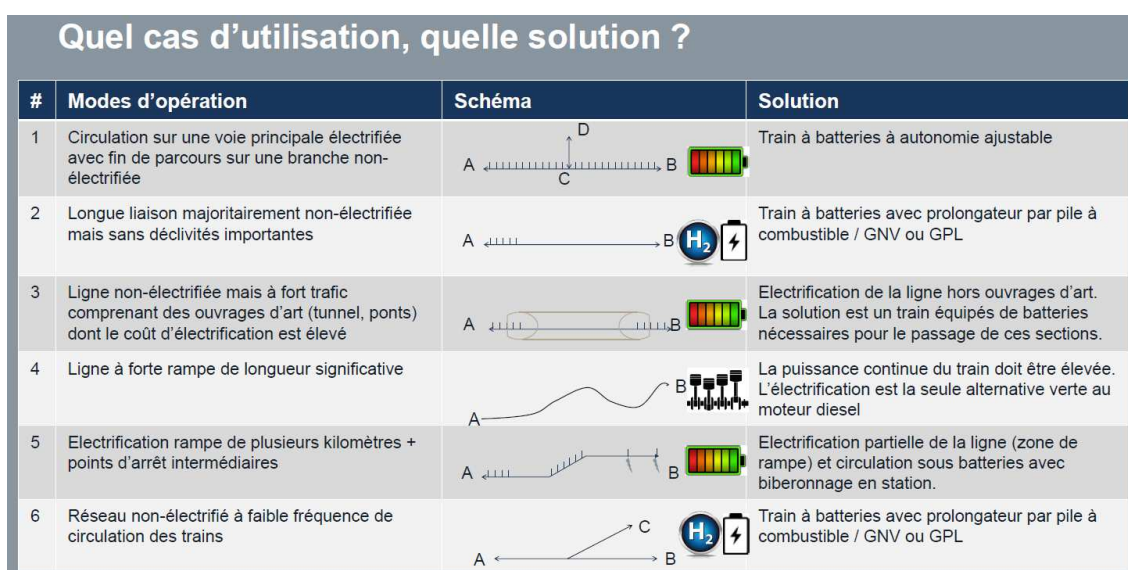 Quel cas d'utilisation, quelle solution ?
# Modes d'opération Schéma Solution
1 Circulation sur une voie principale électrifiée
avec fin de parcours sur une branche non-
électrifiée
D
A B
C
Train à batteries à autonomie ajustable
2 Longue liaison majoritairement non-électrifiée
mais sans déclivités importantes
A B H2
Train à batteries avec prolongateur par pile à
combustible / GNV ou GPL
3 Ligne non-électrifiée mais à fort trafic
comprenant des ouvrages d'art (tunnel, ponts)
dont le coût d'électrification est élevé
A B
Electrification de la ligne hors ouvrages d'art.
La solution est un train équipés de batteries
nécessaires pour le passage de ces sections.
4 Ligne à forte rampe de longueur significative
B
A
La puissance continue du train doit être élevée.
L'électrification est la seule alternative verte au
moteur diesel
5 Electrification rampe de plusieurs kilomètres +
points d'arrêt intermédiaires
A B
Electrification partielle de la ligne (zone de
rampe) et circulation sous batteries avec
biberonnage en station.
6 Réseau non-électrifié à faible fréquence de
circulation des trains
C
H2
A B
Train à batteries avec prolongateur par pile à
combustible / GNV ou GPL